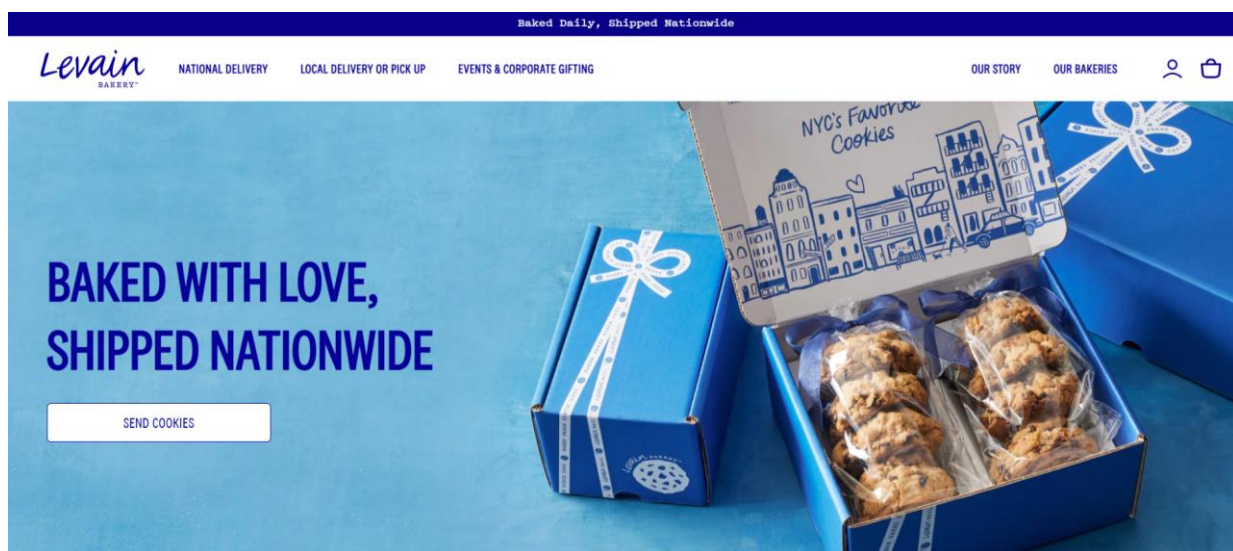 Baked Daily, Shipped Nationwide
Levain
BAKERY
NATIONAL DELIVERY
LOCAL DELIVERY OR PICK UP
EVENTS & CORPORATE GIFTING
OUR STORY
OUR BAKERIES
NYC's Favorite
Cookies
BAKED WITH LOVE,
SHIPPED NATIONWIDE
SEND COOKIES
Levain BAKERY